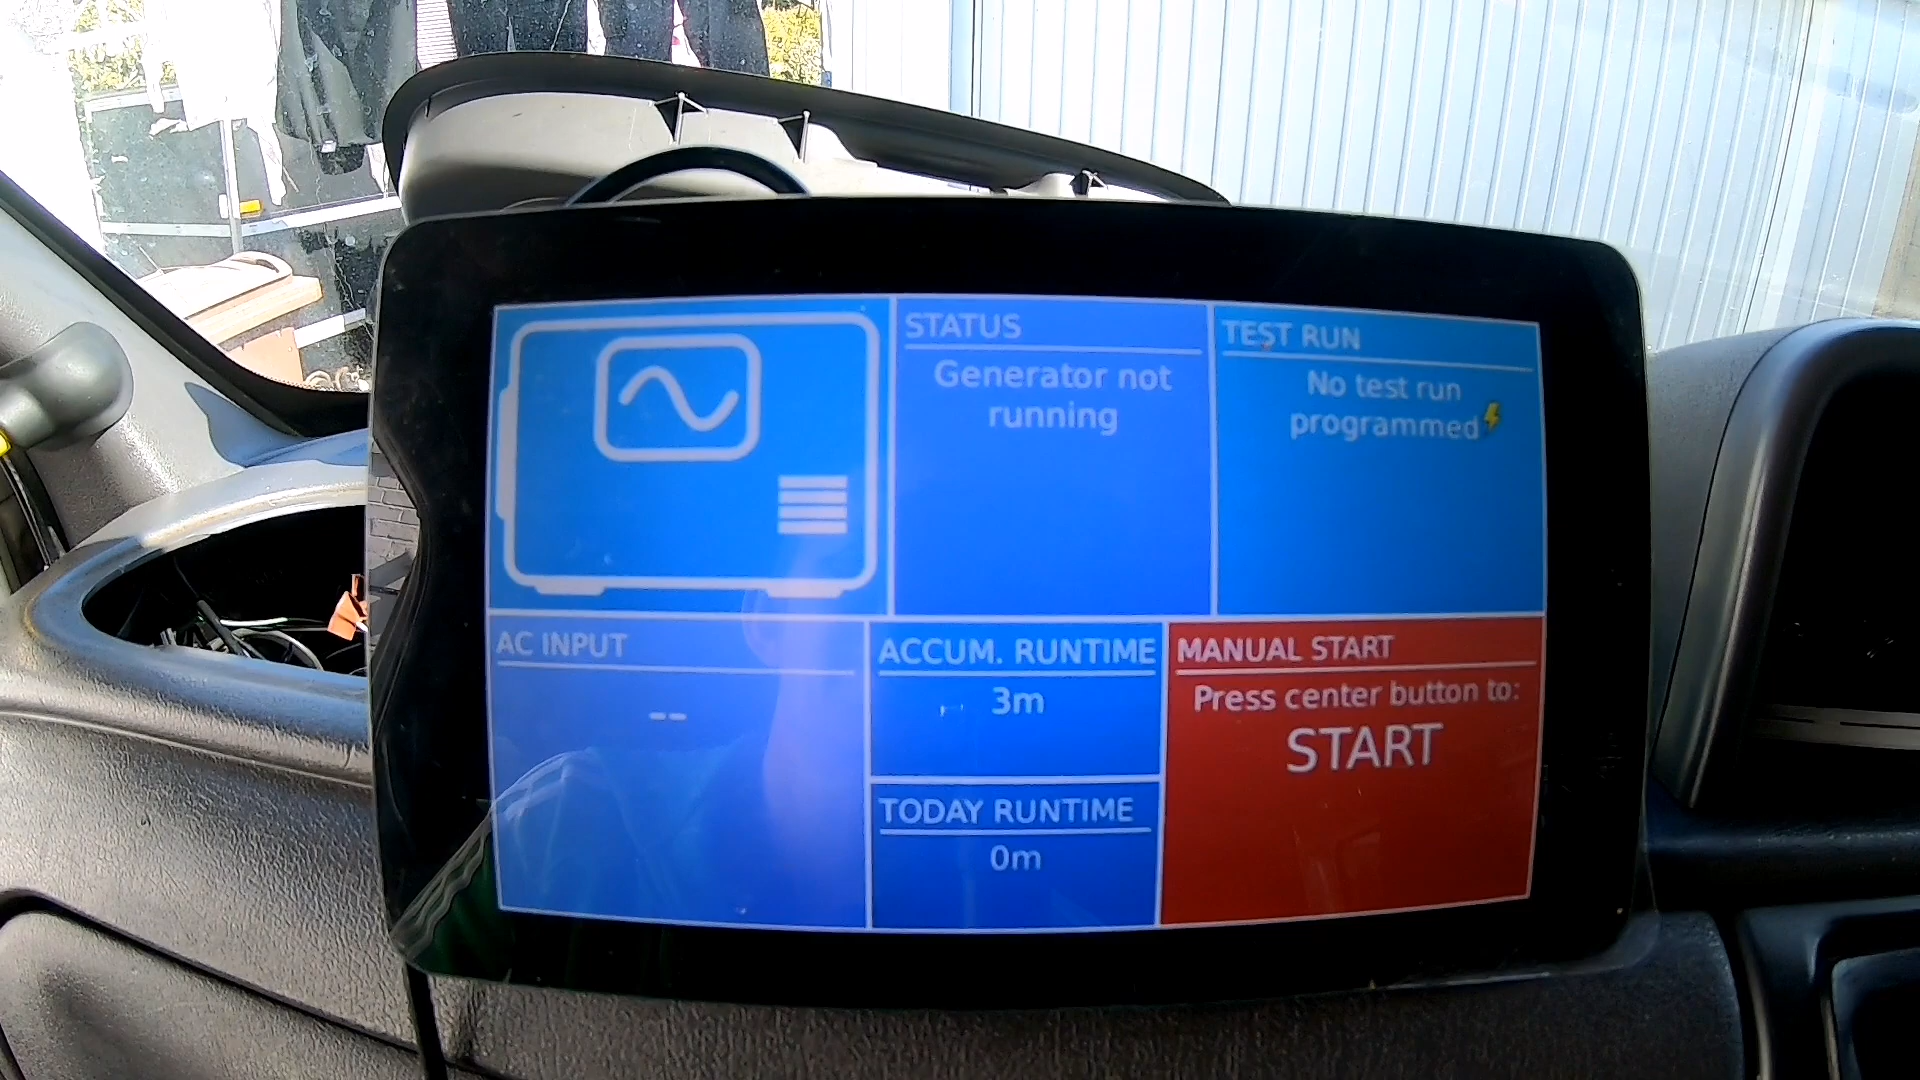 STATUS
Generator not
running
TEST RUN
No test run
programmed
AC INPUT
--
ACCUM. RUNTIME
3m
TODAY RUNTIME
0m
MANUAL START
Press center button to:
START